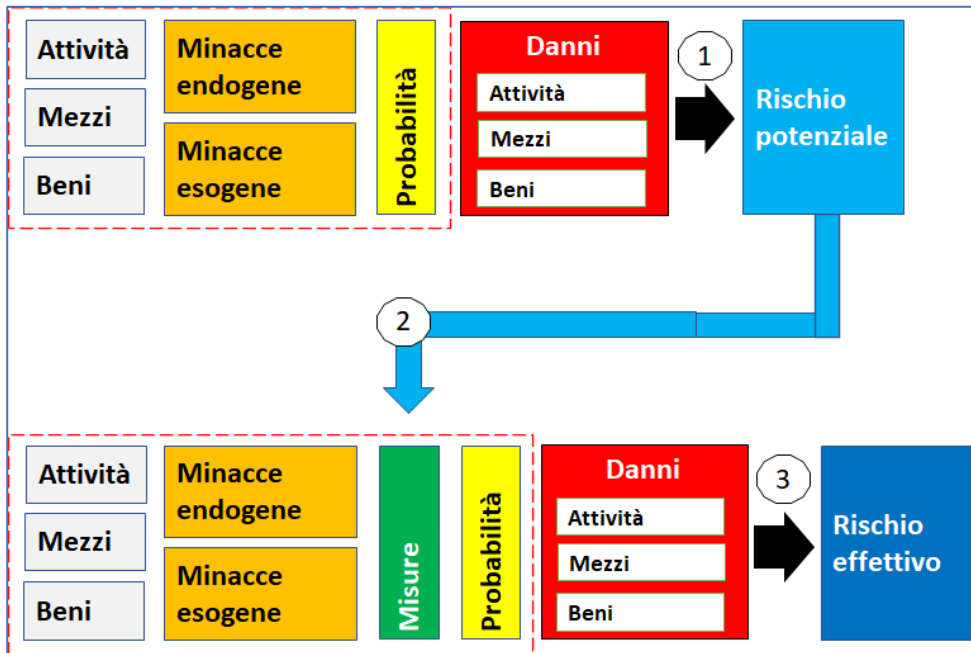 Attività
Mezzi
Beni
Minacce
endogene
Minacce
esogene
Probabilità
Danni
Attività
Mezzi
Beni
1
Rischio
potenziale
2
Attività
Mezzi
Beni
Minacce
endogene
Minacce
esogene
Misure
Probabilità
Danni
Attività
Mezzi
Beni
3
Rischio
effettivo